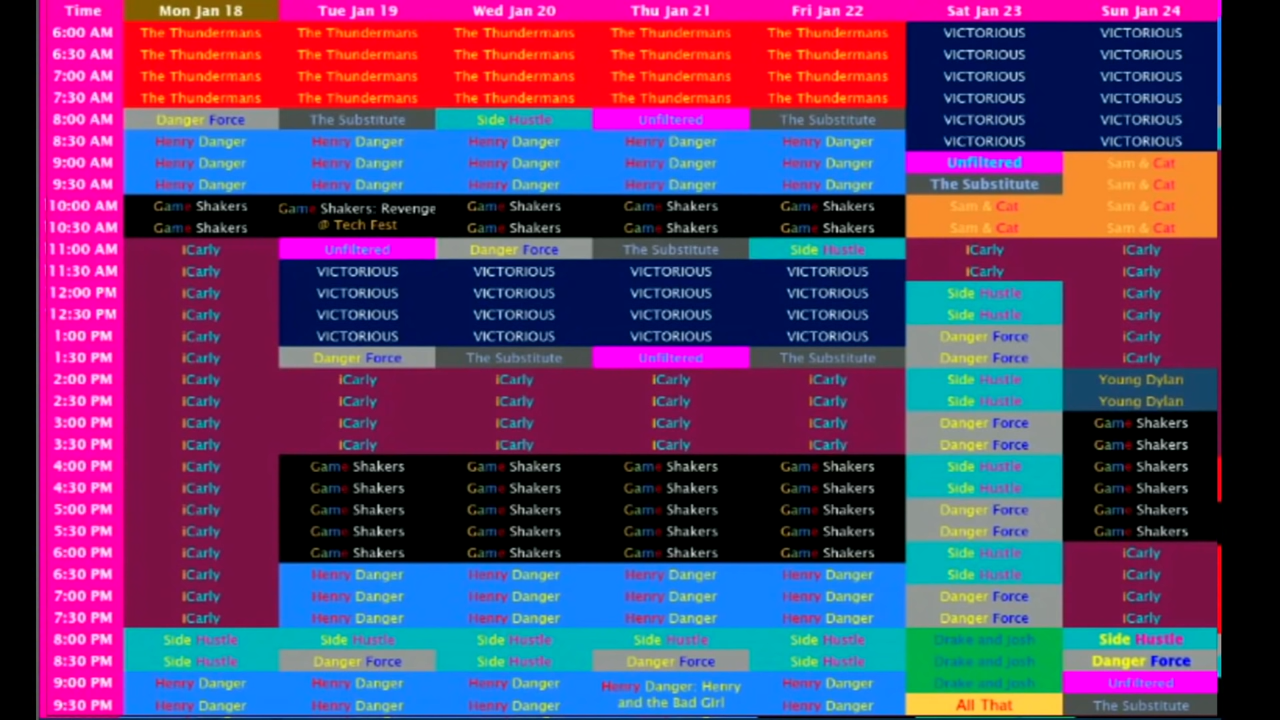 Time Mon Jan 18 Tue Jan 19 Wed Jan 20 Thu Jan 21 Fri Jan 22 Sat Jan 23 Sun Jan 24
6:00 AM The Thundermans The Thundermans The Thundermans The Thundermans The Thundermans VICTORIOUS VICTORIOUS
6:30 AM The Thundermans The Thundermans The Thundermans The Thundermans The Thundermans VICTORIOUS VICTORIOUS
7:00 AM The Thundermans The Thundermans The Thundermans The Thundermans The Thundermans VICTORIOUS VICTORIOUS
7:30 AM The Thundermans The Thundermans The Thundermans The Thundermans The Thundermans VICTORIOUS VICTORIOUS
8:00 AM Danger Force The Substitute Side Hustle Unfiltered The Substitute VICTORIOUS VICTORIOUS
8:30 AM Henry Danger Henry Danger Henry Danger Henry Danger Henry Danger VICTORIOUS VICTORIOUS
9:00 AM Henry Danger Henry Danger Henry Danger Henry Danger Henry Danger Unfiltered Sam & Cat
9:30 AM Henry Danger Henry Danger Henry Danger Henry Danger Henry Danger The Substitute Sam & Cat
10:00 AM Game Shakers Game Shakers: Revenge Game Shakers Game Shakers Game Shakers Sam & Cat Sam & Cat
10:30 AM Game Shakers @ Tech Fest Game Shakers Game Shakers Game Shakers Sam & Cat Sam & Cat
11:00 AM iCarly Unfiltered Danger Force The Substitute Side Hustle iCarly iCarly
11:30 AM iCarly VICTORIOUS VICTORIOUS VICTORIOUS VICTORIOUS iCarly iCarly
12:00 PM iCarly VICTORIOUS VICTORIOUS VICTORIOUS VICTORIOUS Side Hustle iCarly
12:30 PM iCarly VICTORIOUS VICTORIOUS VICTORIOUS VICTORIOUS Side Hustle iCarly
1:00 PM iCarly VICTORIOUS VICTORIOUS VICTORIOUS VICTORIOUS Danger Force iCarly
1:30 PM iCarly Danger Force The Substitute Unfiltered The Substitute Danger Force iCarly
2:00 PM iCarly iCarly iCarly iCarly iCarly Side Hustle Young Dylan
2:30 PM iCarly iCarly iCarly iCarly iCarly Side Hustle Young Dylan
3:00 PM iCarly iCarly iCarly iCarly iCarly Danger Force Game Shakers
3:30 PM iCarly iCarly iCarly iCarly iCarly Danger Force Game Shakers
4:00 PM iCarly Game Shakers Game Shakers Game Shakers Game Shakers Side Hustle Game Shakers
4:30 PM iCarly Game Shakers Game Shakers Game Shakers Game Shakers Side Hustle Game Shakers
5:00 PM iCarly Game Shakers Game Shakers Game Shakers Game Shakers Danger Force Game Shakers
5:30 PM iCarly Game Shakers Game Shakers Game Shakers Game Shakers Danger Force Game Shakers
6:00 PM iCarly Game Shakers Game Shakers Game Shakers Game Shakers Side Hustle iCarly
6:30 PM iCarly Henry Danger Henry Danger Henry Danger Henry Danger Side Hustle iCarly
7:00 PM iCarly Henry Danger Henry Danger Henry Danger Henry Danger Danger Force iCarly
7:30 PM iCarly Henry Danger Henry Danger Henry Danger Henry Danger Danger Force iCarly
8:00 PM Side Hustle Side Hustle Side Hustle Side Hustle Side Hustle Drake and Josh Side Hustle
8:30 PM Side Hustle Danger Force Side Hustle Danger Force Side Hustle Drake and Josh Danger Force
9:00 PM Henry Danger Henry Danger Henry Danger Henry Danger: Henry Henry Danger Drake and Josh Unfiltered
9:30 PM Henry Danger Henry Danger Henry Danger and the Bad Girl Henry Danger All That The Substitute